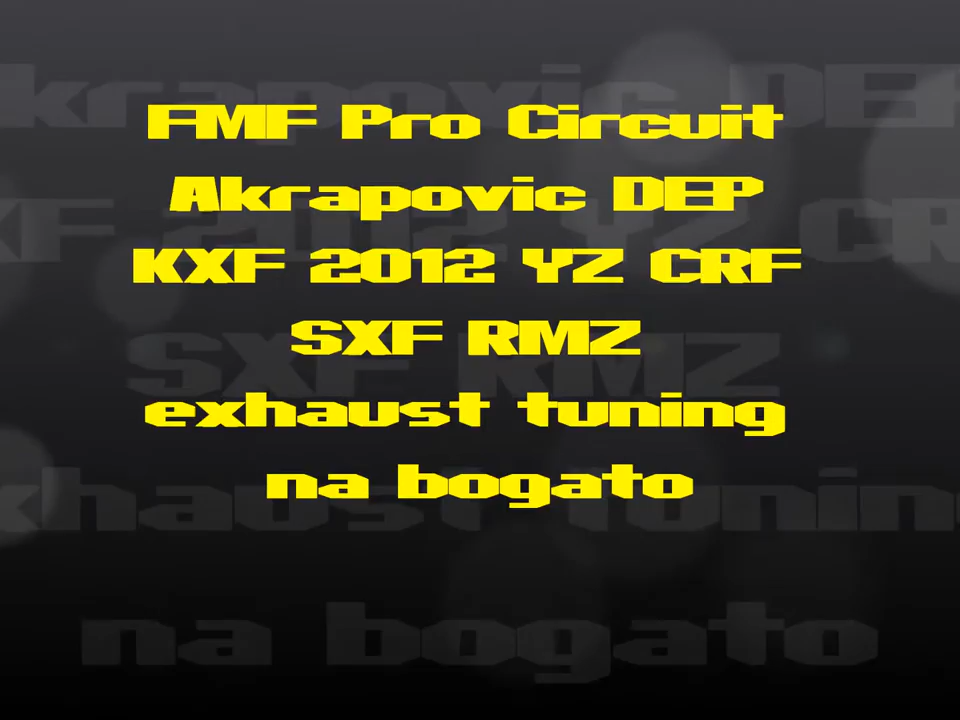 FMF Pro Circuit
Akrapovic DEP
KXF 2012 YZ CRF
SXF RMZ
exhaust tuning
na bogato